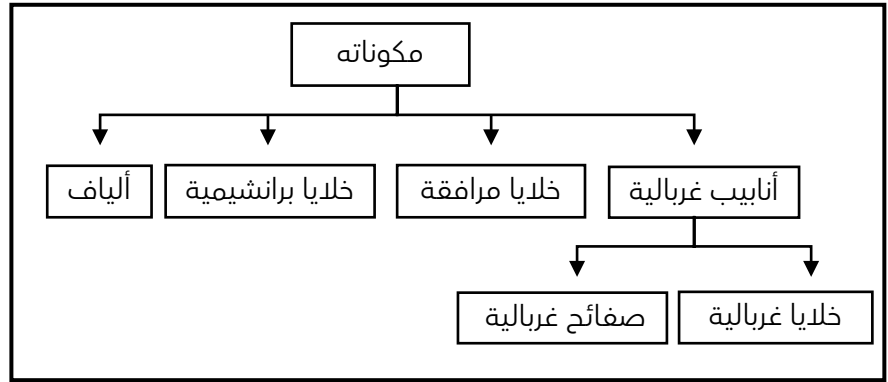 مكوناته
أنابيب غربالية
خلايا مرافقة
خلايا برانشيمية
ألياف
خلايا غربالية
صفائح غربالية